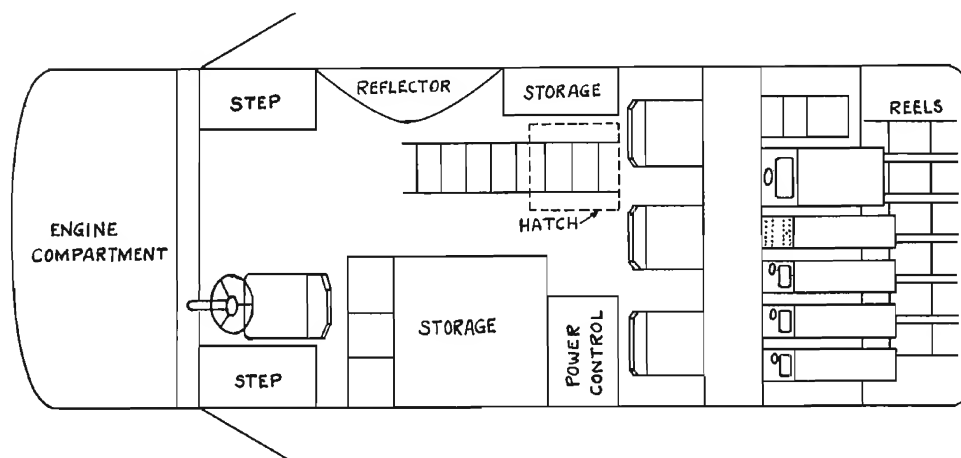 STEP
REFLECTOR
STORAGE
REELS
HATCH
ENGINE
COMPARTMENT
STORAGE
POWER
CONTROL
STEP